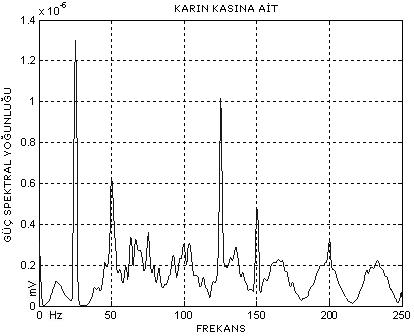 KARIN KASINA AİT
1.4 x 10⁻⁶
1.2
1
0.8
0.6
0.4
0.2
0
GÜÇ SPEKTRAL YOĞUNLUĞU
mV
0 Hz 50 100 150 200 250
FREKANS